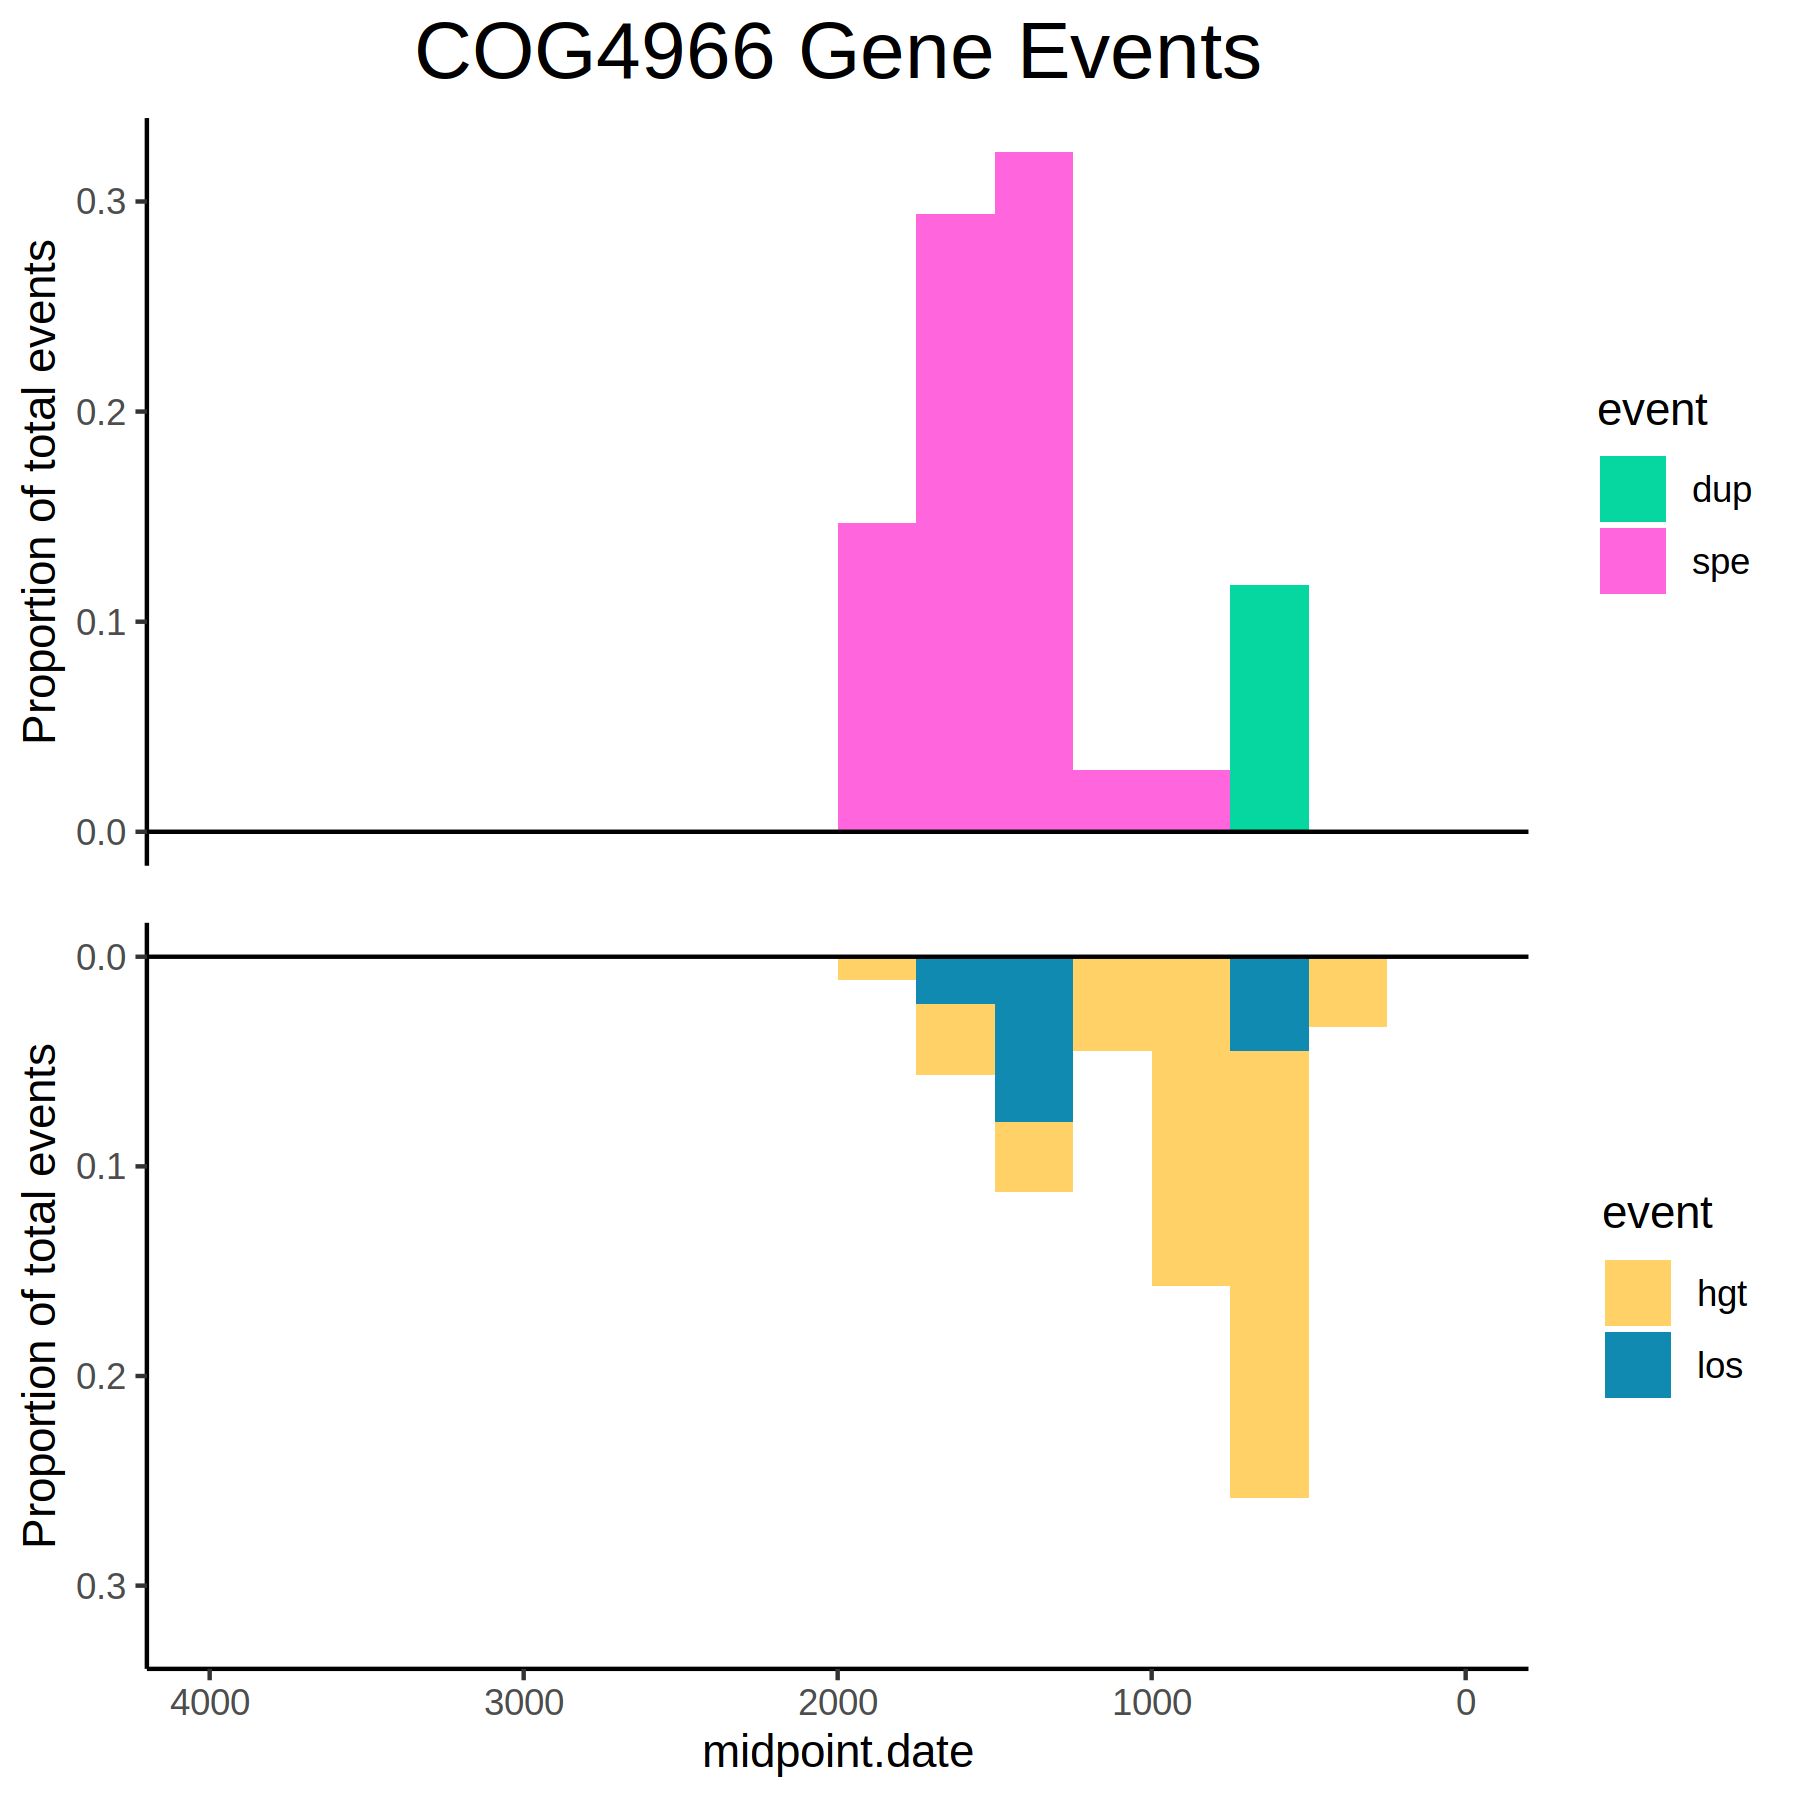 COG4966 Gene Events
Proportion of total events
0.3
0.2
0.1
0.0
event
dup
spe
Proportion of total events
0.0
0.1
0.2
0.3
event
hgt
los
4000 3000 2000 1000 0
midpoint.date